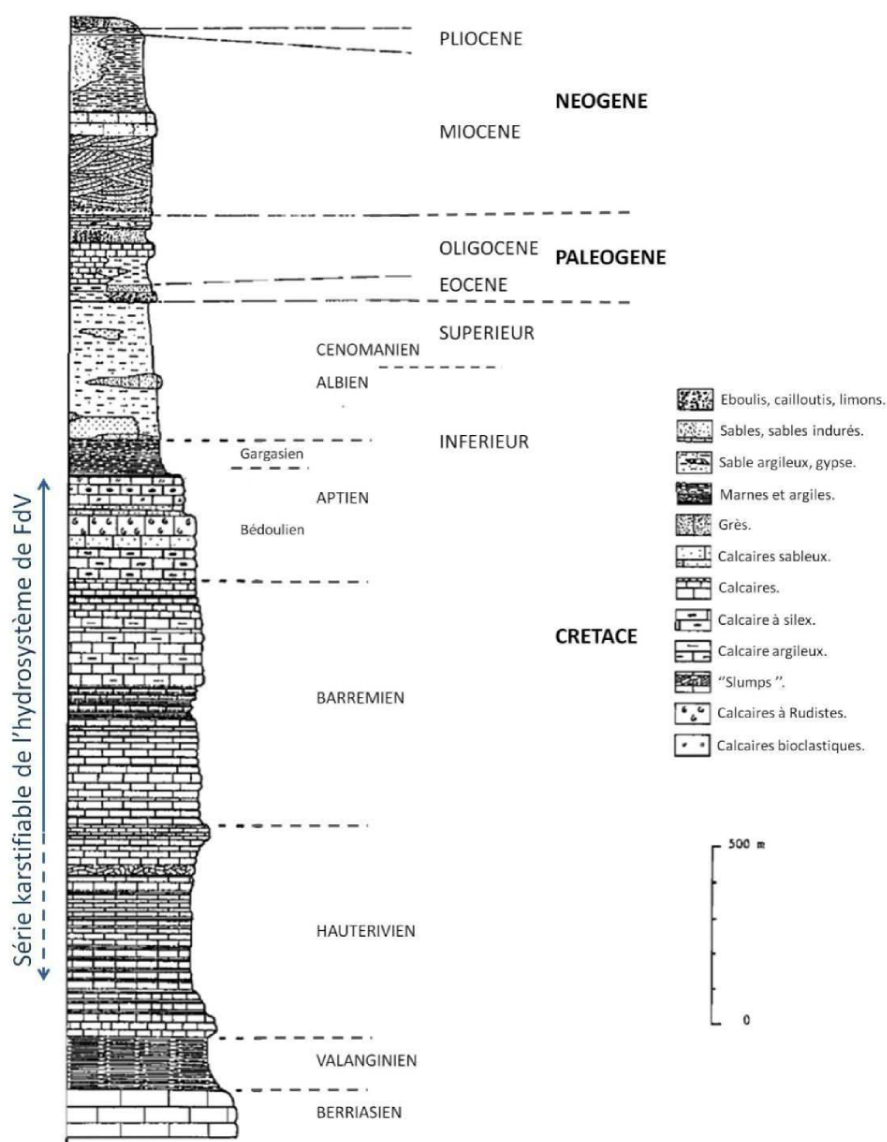 PLIOCENE
NEOGENE
MIOCENE
OLIGOCENE
PALEOGENE
EOCENE
SUPERIEUR
CENOMANIEN
ALBIEN
INFERIEUR
Gargasien
APTIEN
Bédoulien
CRETACE
BARREMIEN
HAUTERIVIEN
VALANGINIEN
BERRIASIEN
Série karstifiable de l'hydrosystème de FdV
Eboulis, cailloutis, limons.
Sables, sables indurés.
Sable argileux, gypse.
Marnes et argiles.
Grès.
Calcaires sableux.
Calcaires.
Calcaire à silex.
Calcaire argileux.
"Slumps".
Calcaires à Rudistes.
Calcaires bioclastiques.
500 m
0